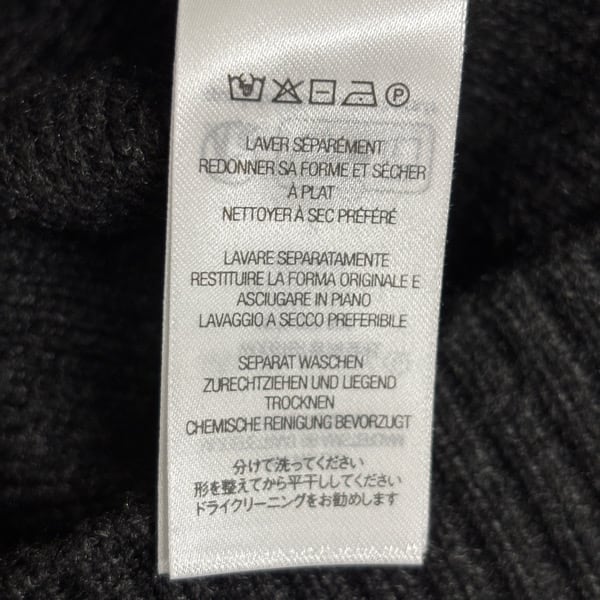 LAVER SÉPARÉMENT
REDONNER SA FORME ET SÉCHER
À PLAT
NETTOYER À SEC PRÉFÉRÉ
LAVARE SEPARATAMENTE
RESTITUIRE LA FORMA ORIGINALE E
ASCIUGARE IN PIANO
LAVAGGIO A SECCO PREFERIBILE
SEPARAT WASCHEN
ZURECHTZIEHEN UND LIEGEND
TROCKNEN
CHEMISCHE REINIGUNG BEVORZUGT
分けて洗ってください
形を整えてから平干ししてください
ドライクリーニングをお勧めします